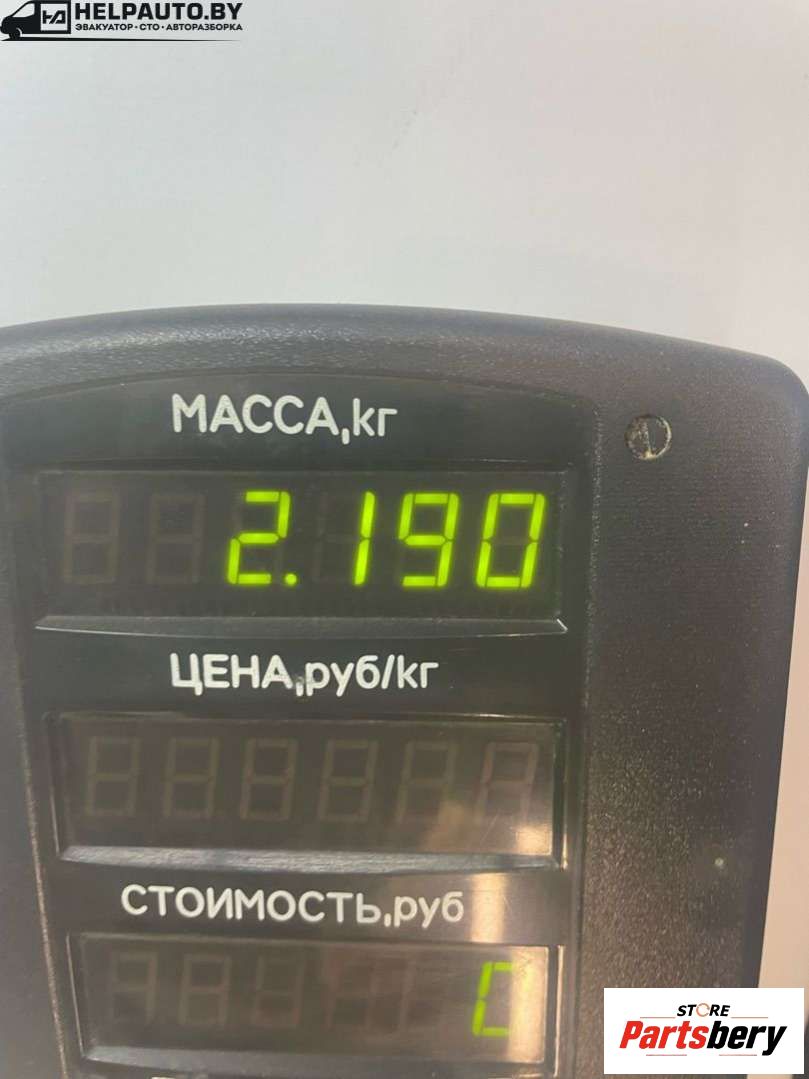 HELPAUTO.BY
ЭВАКУАТОР • СТО • АВТОРАЗБОРКА
МАССА,кг
2.190
ЦЕНА,руб/кг
СТОИМОСТЬ,руб
STORE
Partsbery